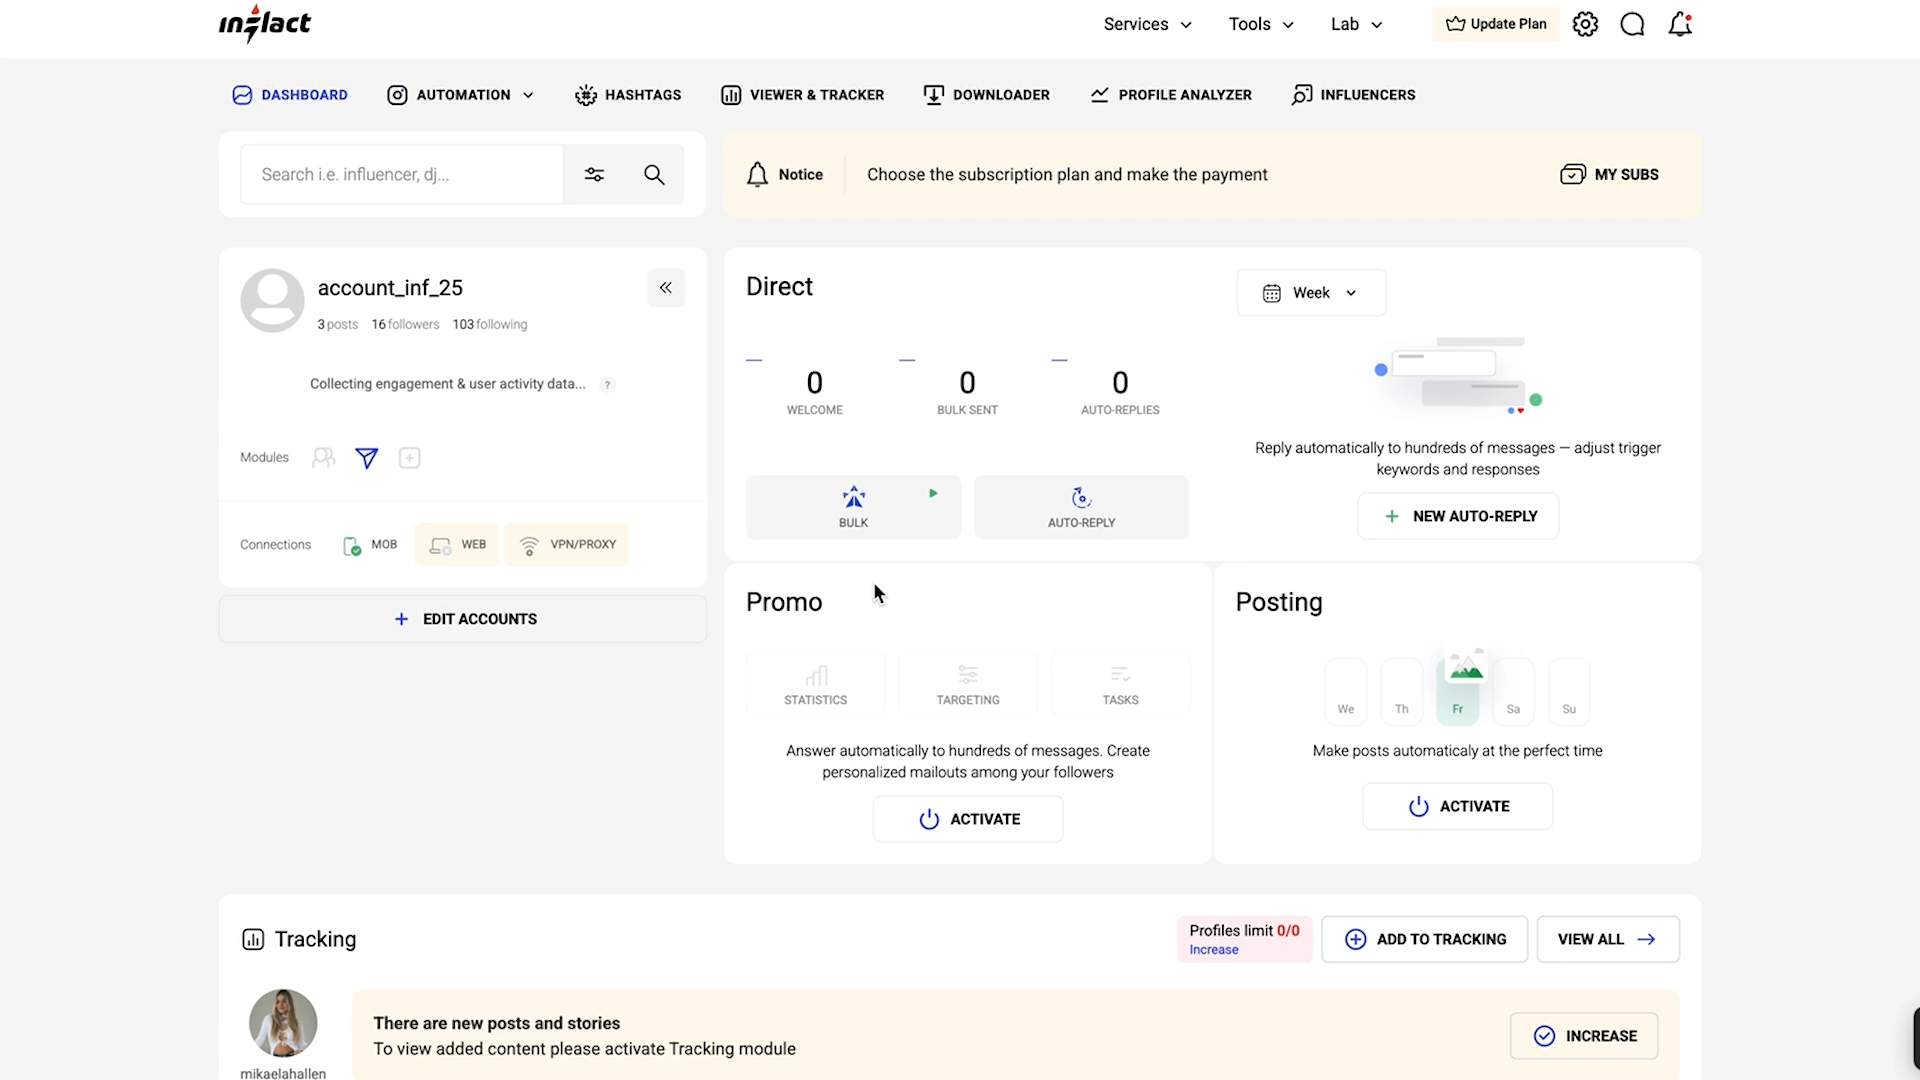 inflact
Services
Tools
Lab
Update Plan
DASHBOARD
AUTOMATION
HASHTAGS
VIEWER & TRACKER
DOWNLOADER
PROFILE ANALYZER
INFLUENCERS
Search i.e. influencer, dj...
Notice
Choose the subscription plan and make the payment
MY SUBS
account_inf_25
3 posts 16 followers 103 following
Collecting engagement & user activity data... ?
Modules
Connections
MOB
WEB
VPN/PROXY
EDIT ACCOUNTS
Direct
Week
0
WELCOME
0
BULK SENT
0
AUTO-REPLIES
BULK
AUTO-REPLY
Reply automatically to hundreds of messages — adjust trigger
keywords and responses
NEW AUTO-REPLY
Promo
STATISTICS
TARGETING
TASKS
Answer automatically to hundreds of messages. Create
personalized mailouts among your followers
ACTIVATE
Posting
We
Th
Fr
Sa
Su
Make posts automaticaly at the perfect time
ACTIVATE
Tracking
Profiles limit 0/0
Increase
ADD TO TRACKING
VIEW ALL
mikaelahallen
There are new posts and stories
To view added content please activate Tracking module
INCREASE